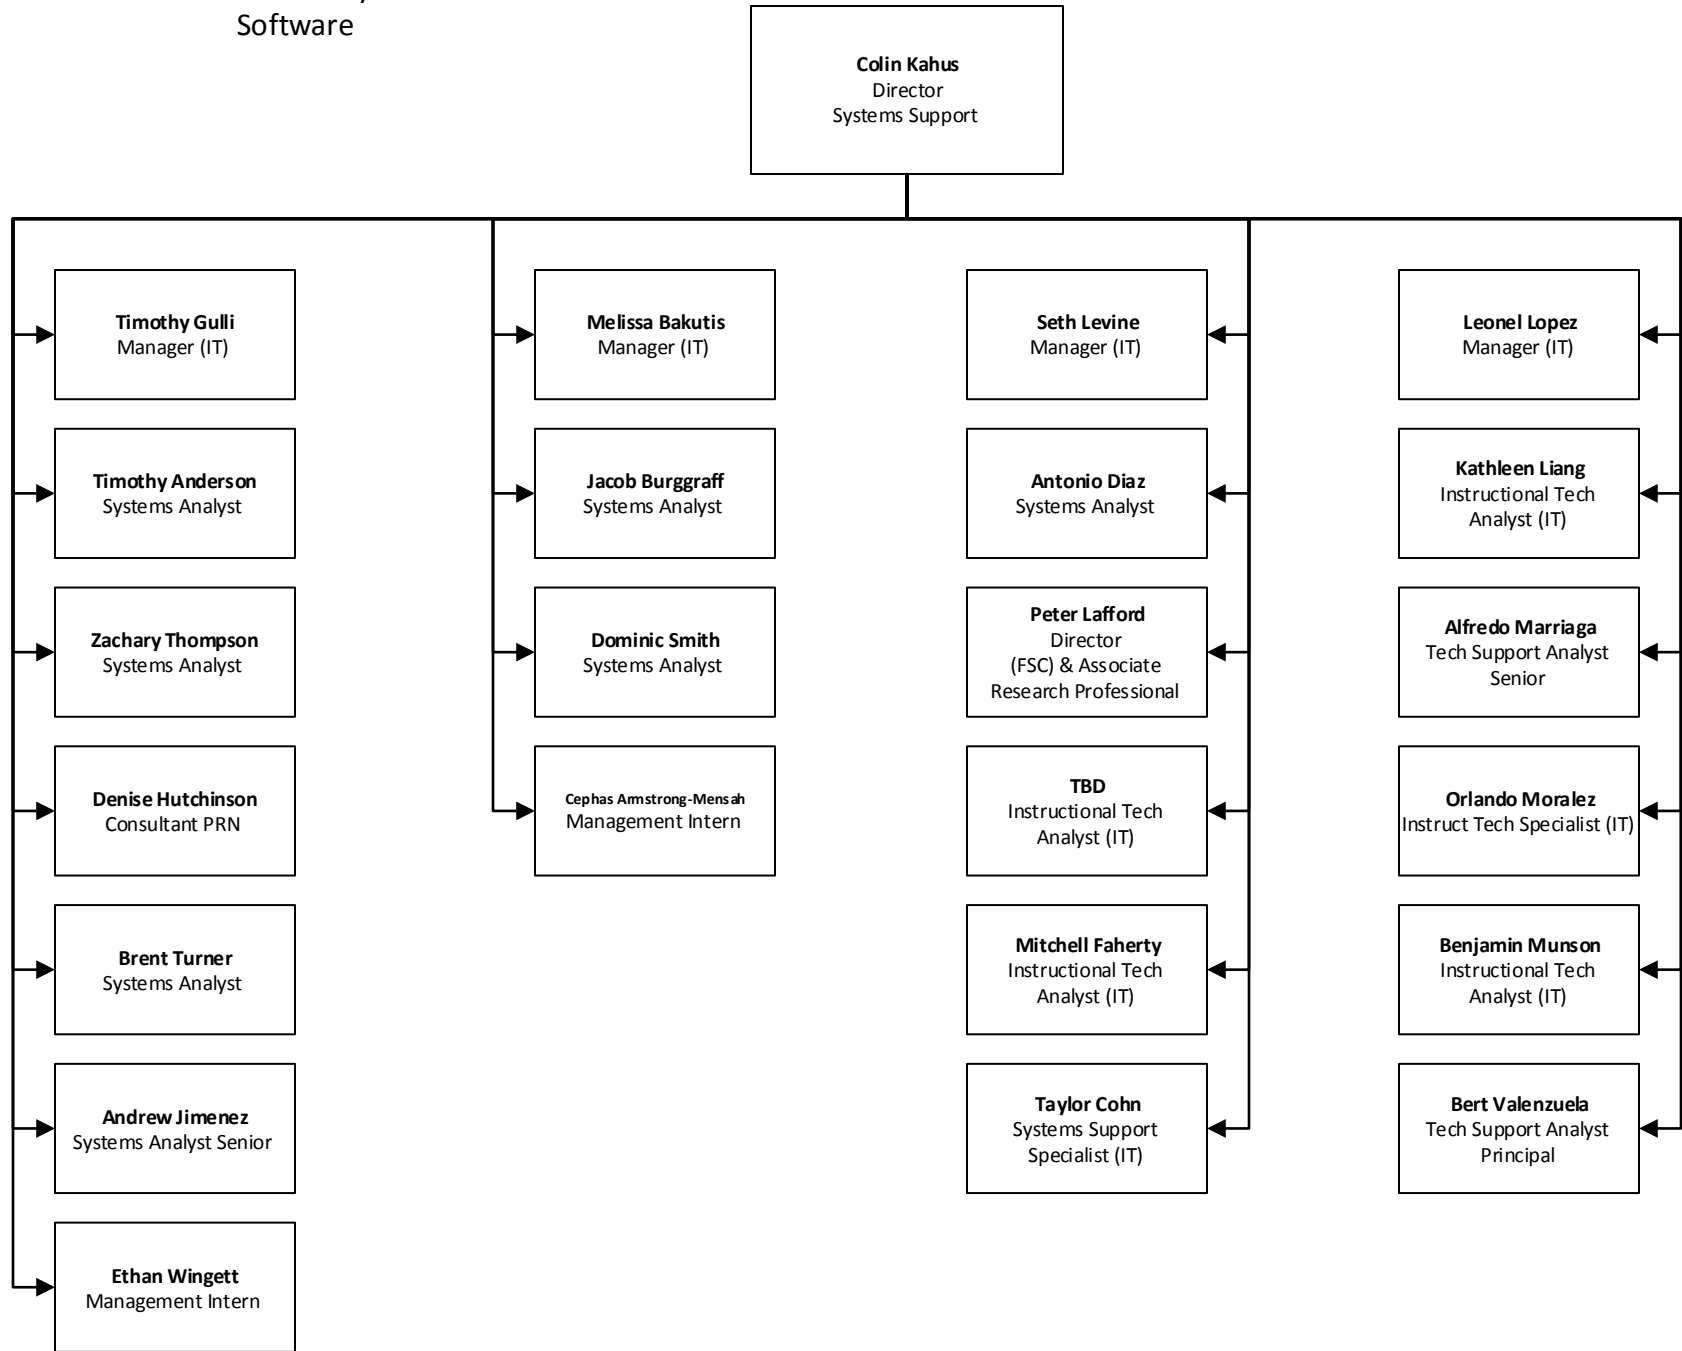 Software
Colin Kahus
Director
Systems Support
Timothy Gulli
Manager (IT)
Timothy Anderson
Systems Analyst
Zachary Thompson
Systems Analyst
Denise Hutchinson
Consultant PRN
Brent Turner
Systems Analyst
Andrew Jimenez
Systems Analyst Senior
Ethan Wingett
Management Intern
Melissa Bakutis
Manager (IT)
Jacob Burggraff
Systems Analyst
Dominic Smith
Systems Analyst
Cephas Armstrong-Mensah
Management Intern
Seth Levine
Manager (IT)
Antonio Diaz
Systems Analyst
Peter Lafford
Director
(FSC) & Associate
Research Professional
TBD
Instructional Tech
Analyst (IT)
Mitchell Faherty
Instructional Tech
Analyst (IT)
Taylor Cohn
Systems Support
Specialist (IT)
Leonel Lopez
Manager (IT)
Kathleen Liang
Instructional Tech
Analyst (IT)
Alfredo Marriaga
Tech Support Analyst
Senior
Orlando Moralez
Instruct Tech Specialist (IT)
Benjamin Munson
Instructional Tech
Analyst (IT)
Bert Valenzuela
Tech Support Analyst
Principal